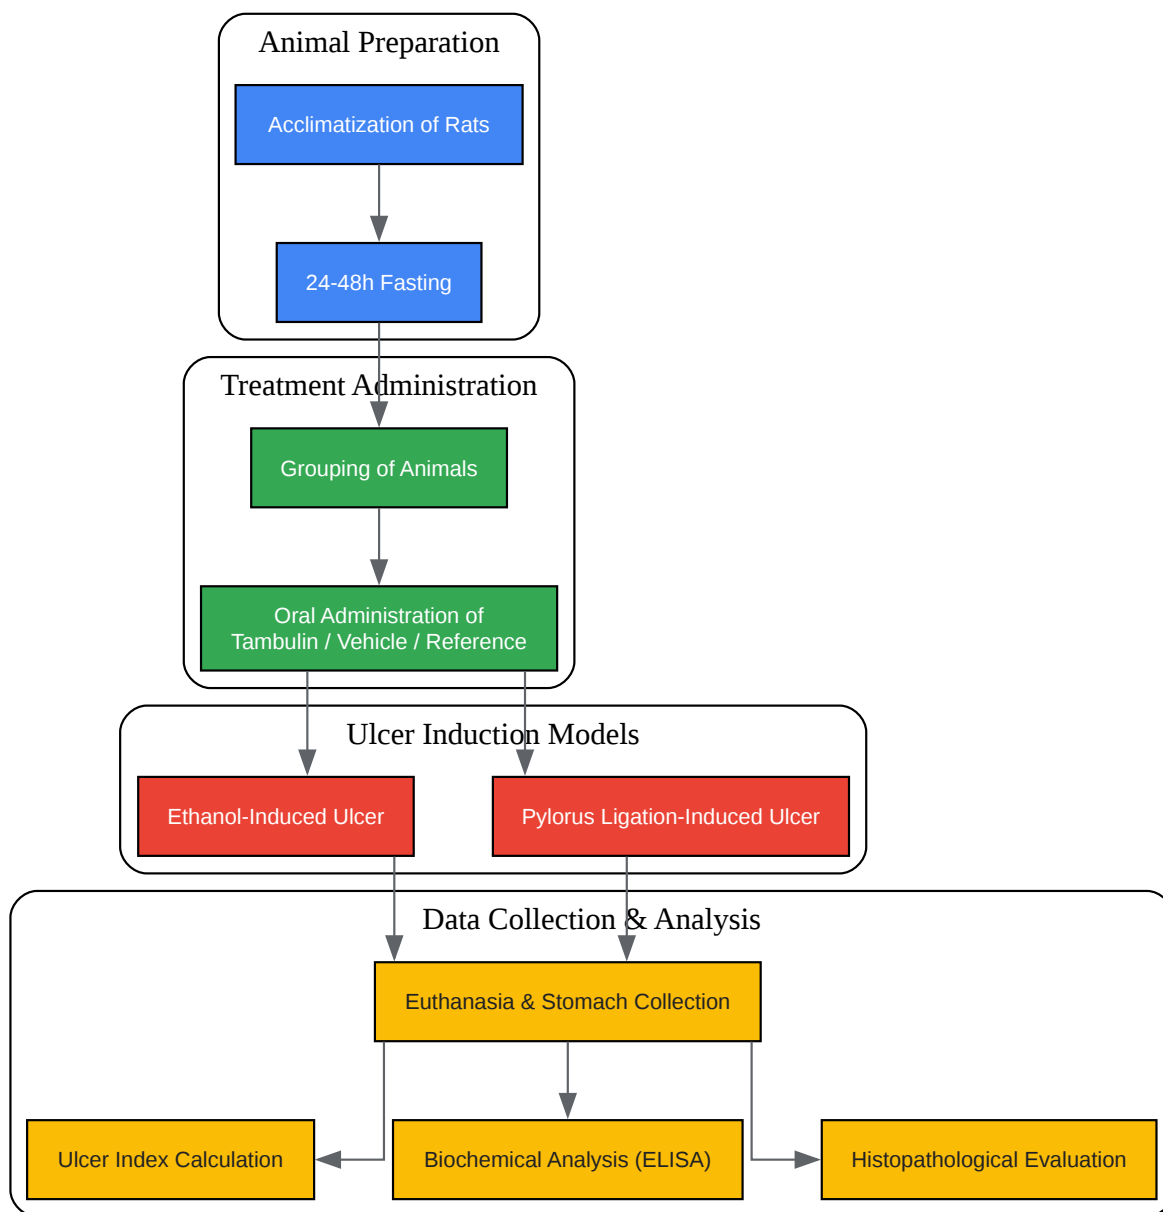 Animal Preparation
Acclimatization of Rats
24-48h Fasting
Treatment Administration
Grouping of Animals
Oral Administration of
Tambulin / Vehicle / Reference
Ulcer Induction Models
Ethanol-Induced Ulcer
Pylorus Ligation-Induced Ulcer
Data Collection & Analysis
Euthanasia & Stomach Collection
Ulcer Index Calculation
Biochemical Analysis (ELISA)
Histopathological Evaluation